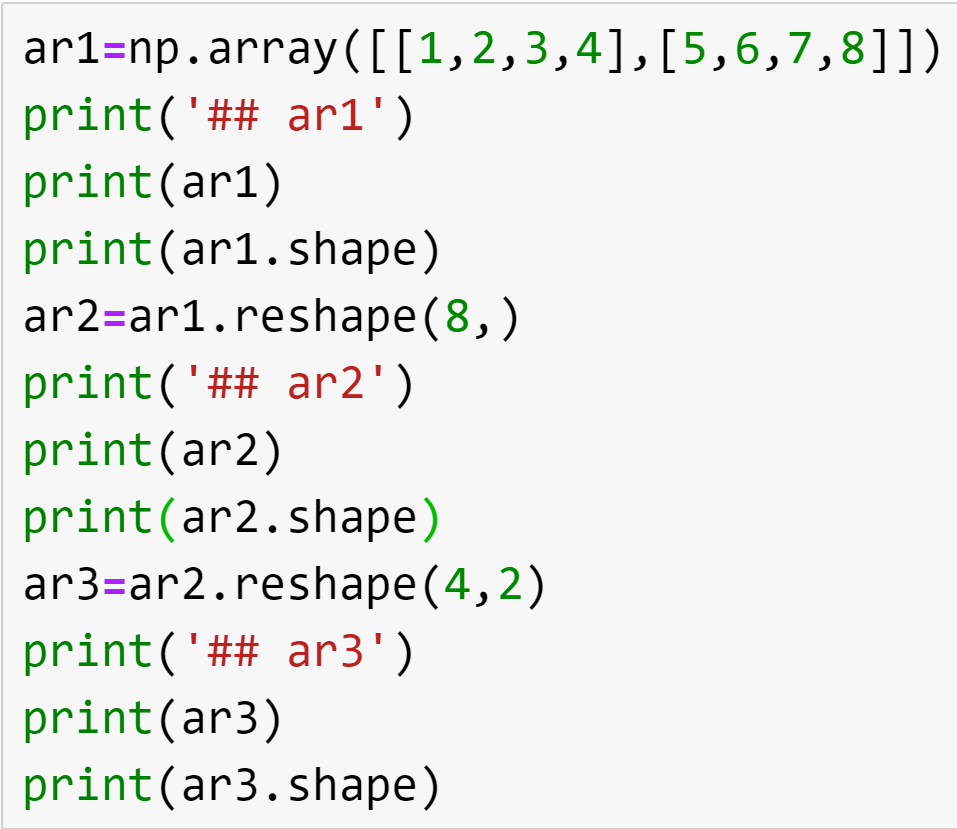 ar1=np.array([[1,2,3,4],[5,6,7,8]])
print('## ar1')
print(ar1)
print(ar1.shape)
ar2=ar1.reshape(8,)
print('## ar2')
print(ar2)
print(ar2.shape)
ar3=ar2.reshape(4,2)
print('## ar3')
print(ar3)
print(ar3.shape)